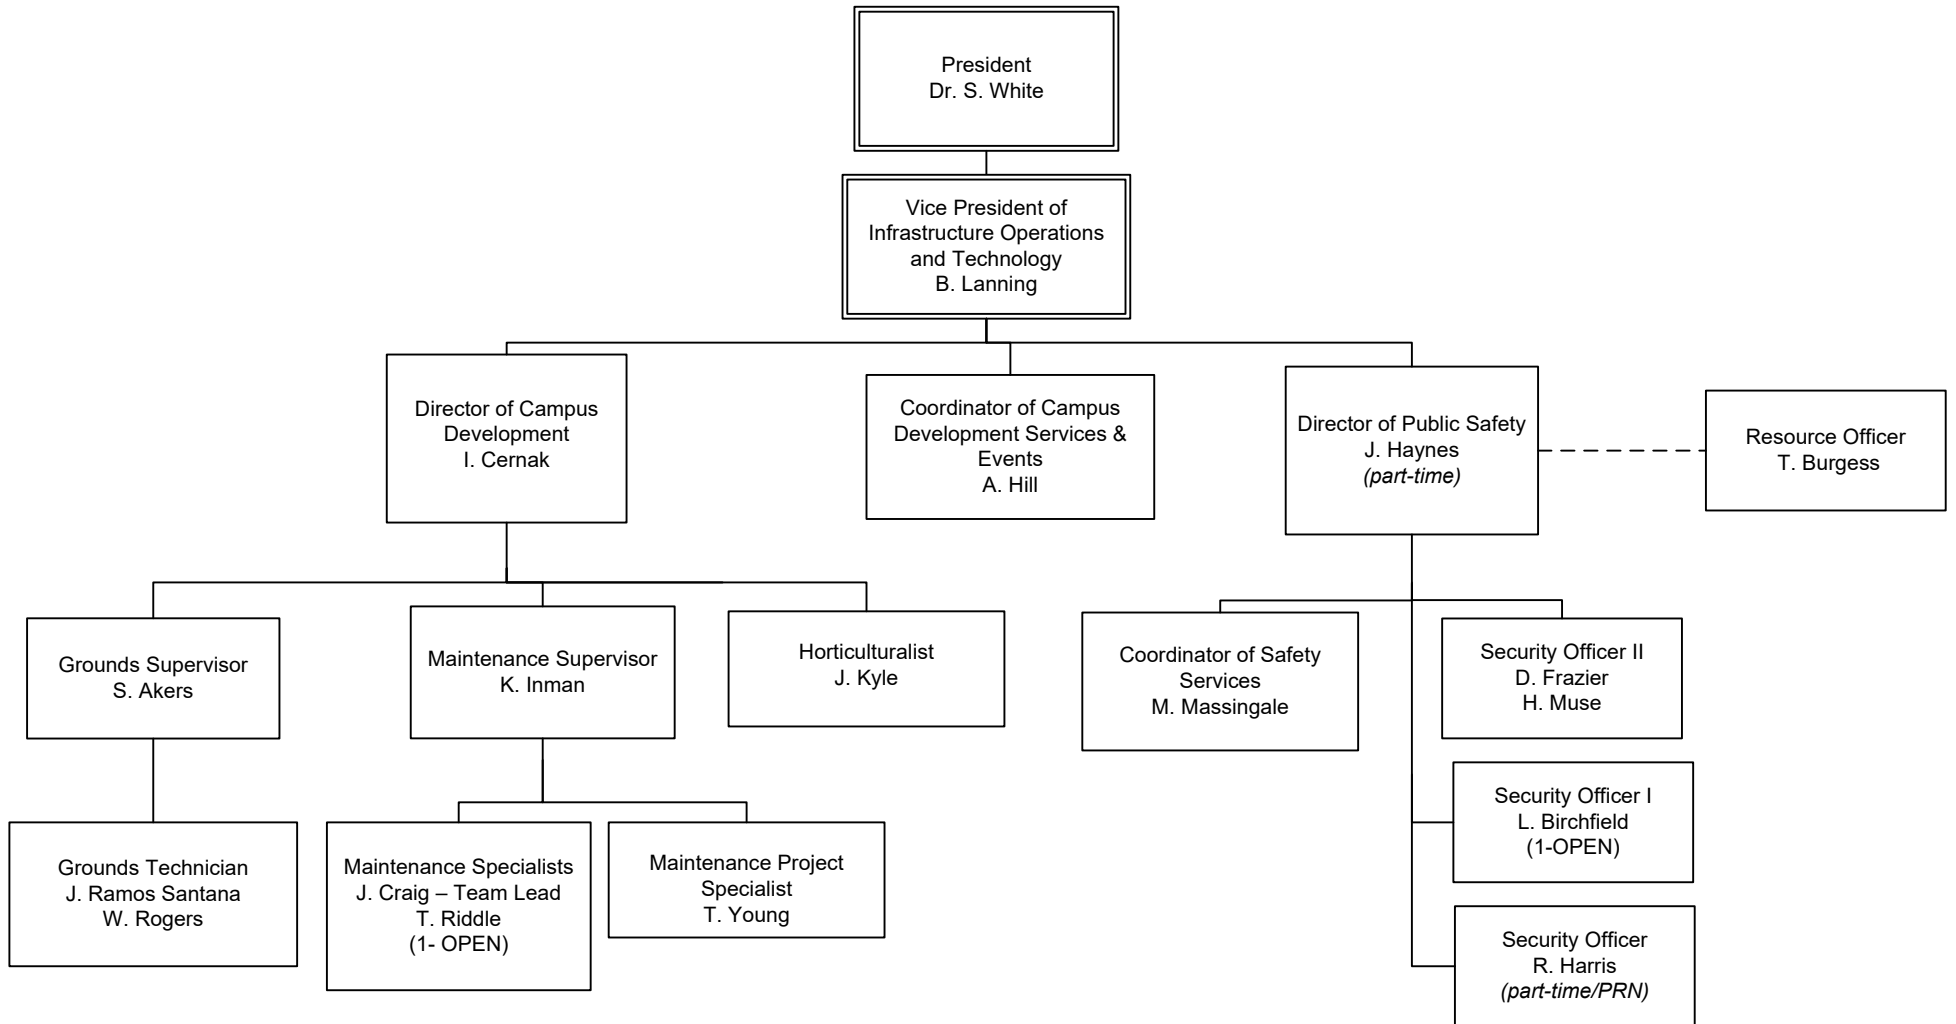 President
Dr. S. White
Vice President of
Infrastructure Operations
and Technology
B. Lanning
Director of Campus
Development
I. Cernak
Coordinator of Campus
Development Services &
Events
A. Hill
Director of Public Safety
J. Haynes
(part-time)
Resource Officer
T. Burgess
Grounds Supervisor
S. Akers
Maintenance Supervisor
K. Inman
Horticulturalist
J. Kyle
Coordinator of Safety
Services
M. Massingale
Security Officer II
D. Frazier
H. Muse
Security Officer I
L. Birchfield
(1-OPEN)
Grounds Technician
J. Ramos Santana
W. Rogers
Maintenance Specialists
J. Craig – Team Lead
T. Riddle
(1- OPEN)
Maintenance Project
Specialist
T. Young
Security Officer
R. Harris
(part-time/PRN)